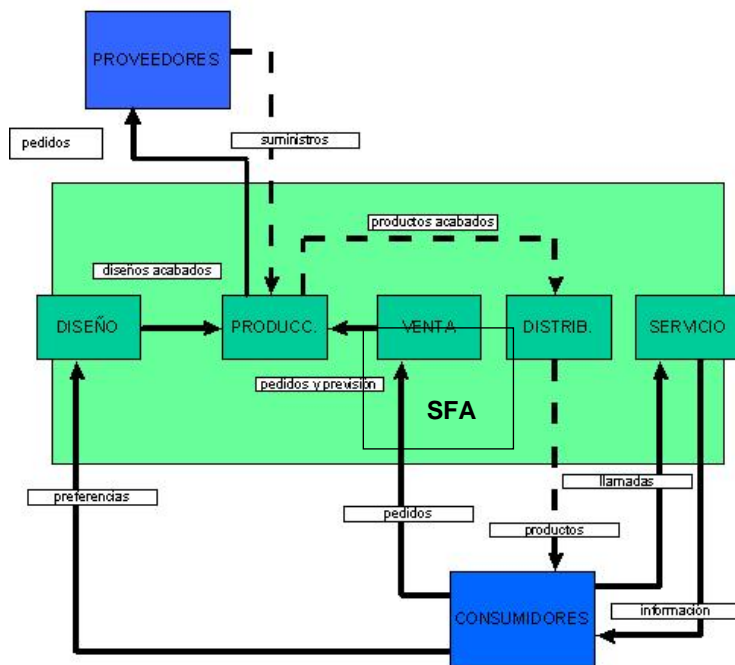 PROVEEDORES
pedidos
suministros
productos acabados
diseños acabados
DISEÑO
PRODUCC.
VENTA
DISTRIB.
SERVICIO
pedidos y previsión
SFA
preferencias
llamadas
pedidos
productos
información
CONSUMIDORES